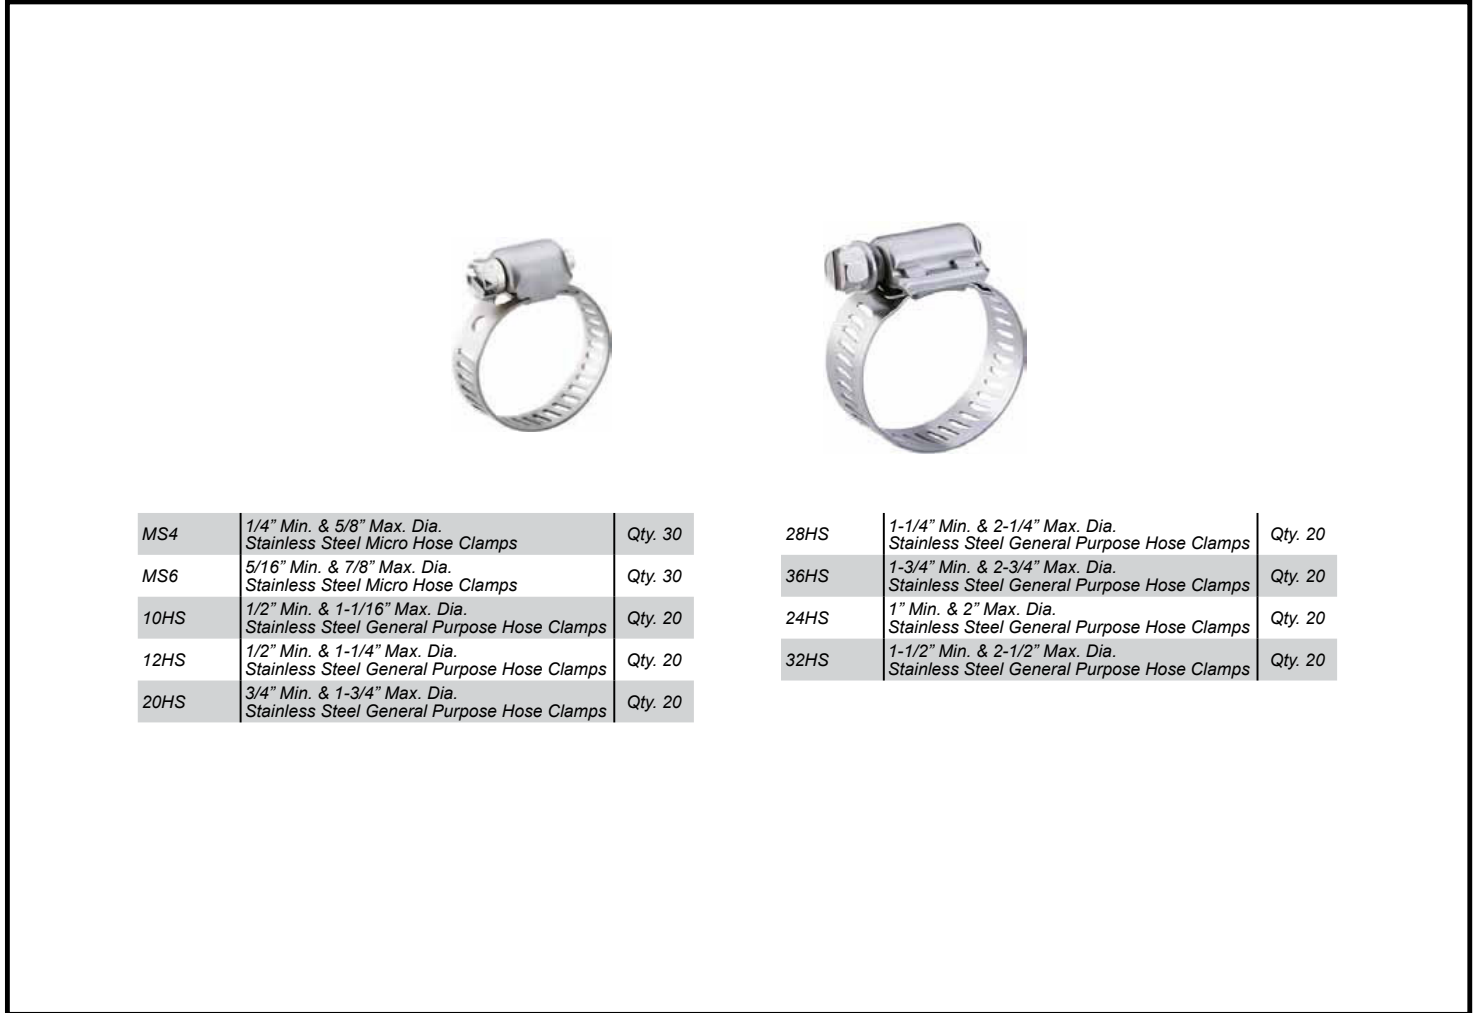 MS4
1/4” Min. & 5/8” Max. Dia.
Stainless Steel Micro Hose Clamps
Qty. 30
MS6
5/16” Min. & 7/8” Max. Dia.
Stainless Steel Micro Hose Clamps
Qty. 30
10HS
1/2” Min. & 1-1/16” Max. Dia.
Stainless Steel General Purpose Hose Clamps
Qty. 20
12HS
1/2” Min. & 1-1/4” Max. Dia.
Stainless Steel General Purpose Hose Clamps
Qty. 20
20HS
3/4” Min. & 1-3/4” Max. Dia.
Stainless Steel General Purpose Hose Clamps
Qty. 20
28HS
1-1/4” Min. & 2-1/4” Max. Dia.
Stainless Steel General Purpose Hose Clamps
Qty. 20
36HS
1-3/4” Min. & 2-3/4” Max. Dia.
Stainless Steel General Purpose Hose Clamps
Qty. 20
24HS
1” Min. & 2” Max. Dia.
Stainless Steel General Purpose Hose Clamps
Qty. 20
32HS
1-1/2” Min. & 2-1/2” Max. Dia.
Stainless Steel General Purpose Hose Clamps
Qty. 20